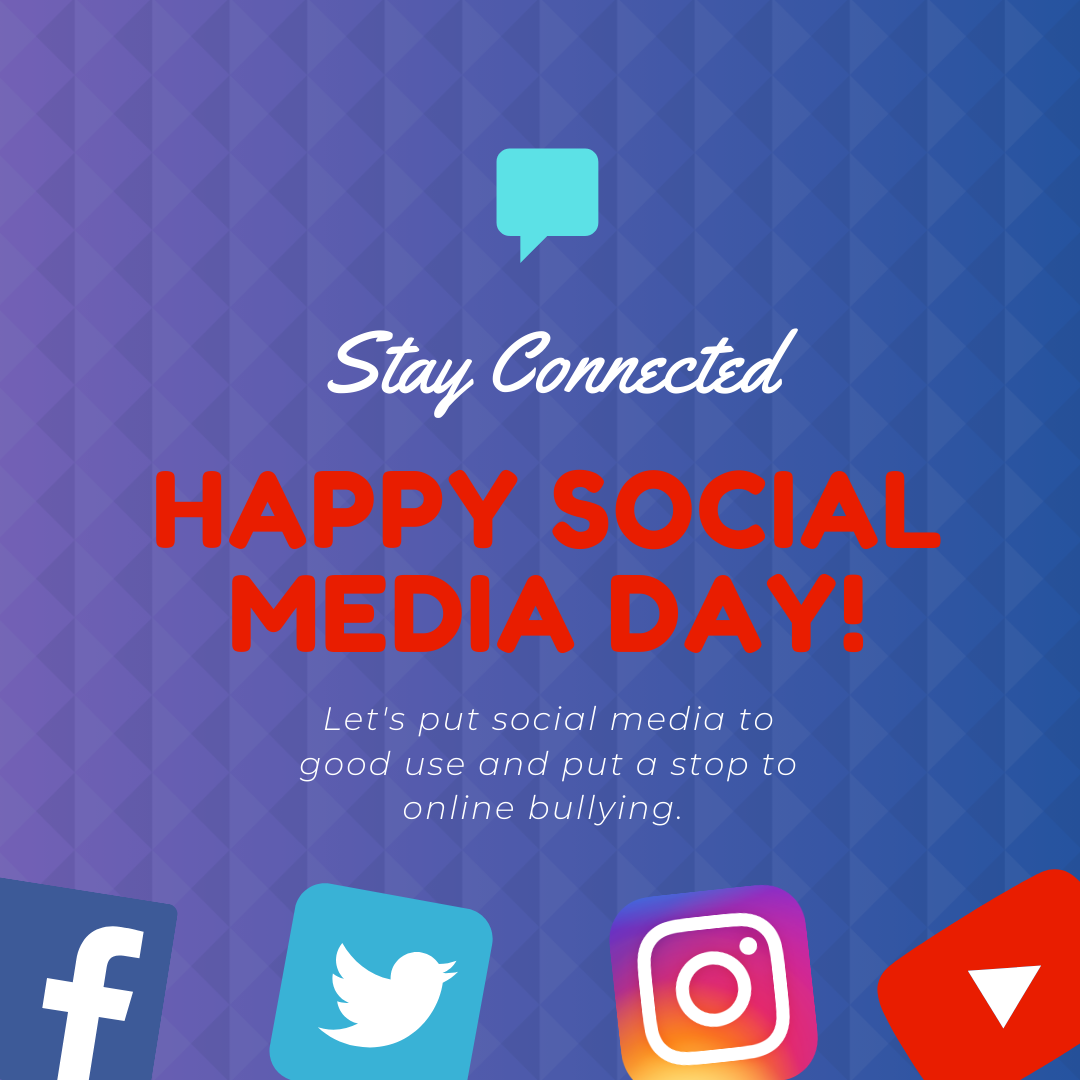 Stay Connected
HAPPY SOCIAL
MEDIA DAY!
Let's put social media to
good use and put a stop to
online bullying.
f